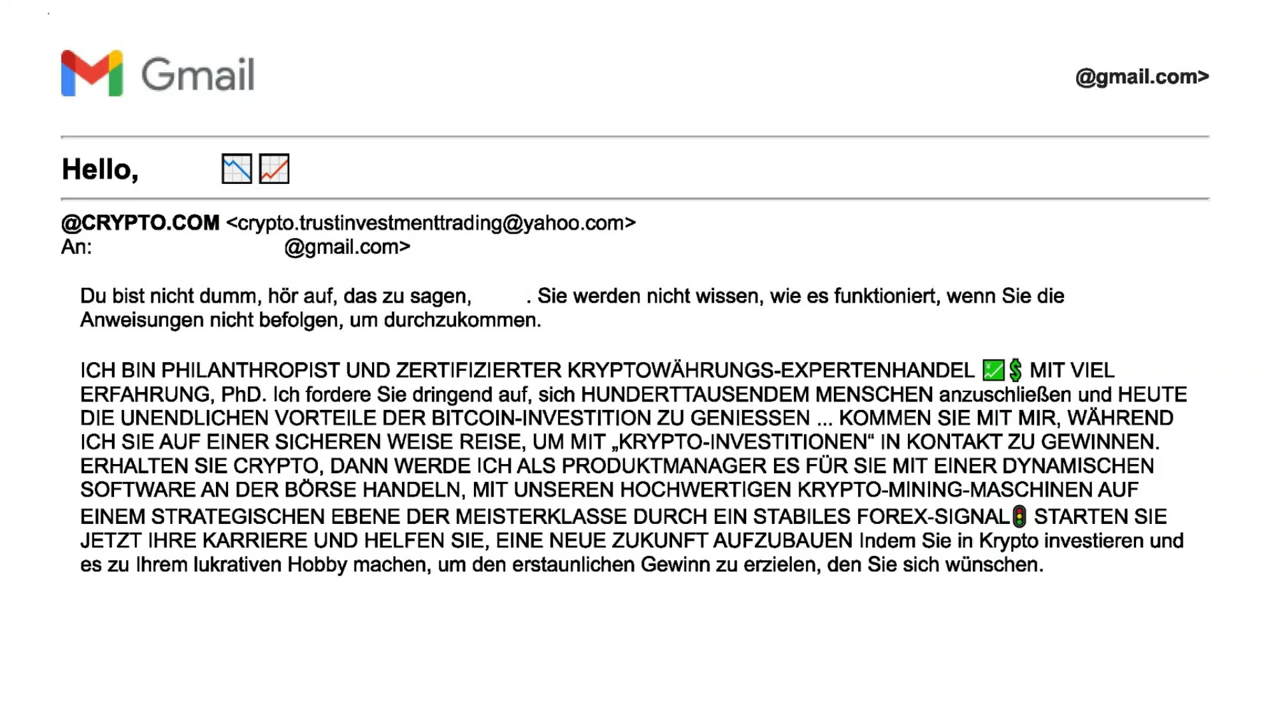 Gmail
@gmail.com>
Hello,
@CRYPTO.COM <crypto.trustinvestmenttrading@yahoo.com>
An: @gmail.com>
Du bist nicht dumm, hör auf, das zu sagen, . Sie werden nicht wissen, wie es funktioniert, wenn Sie die
Anweisungen nicht befolgen, um durchzukommen.
ICH BIN PHILANTHROPIST UND ZERTIFIZIERTER KRYPTOWÄHRUNGS-EXPERTENHANDEL 💹💲 MIT VIEL
ERFAHRUNG, PhD. Ich fordere Sie dringend auf, sich HUNDERTTAUSENDEM MENSCHEN anzuschließen und HEUTE
DIE UNENDLICHEN VORTEILE DER BITCOIN-INVESTITION ZU GENIESSEN ... KOMMEN SIE MIT MIR, WÄHREND
ICH SIE AUF EINER SICHEREN WEISE REISE, UM MIT „KRYPTO-INVESTITIONEN“ IN KONTAKT ZU GEWINNEN.
ERHALTEN SIE CRYPTO, DANN WERDE ICH ALS PRODUKTMANAGER ES FÜR SIE MIT EINER DYNAMISCHEN
SOFTWARE AN DER BÖRSE HANDELN, MIT UNSEREN HOCHWERTIGEN KRYPTO-MINING-MASCHINEN AUF
EINEM STRATEGISCHEN EBENE DER MEISTERKLASSE DURCH EIN STABILES FOREX-SIGNAL🚦 STARTEN SIE
JETZT IHRE KARRIERE UND HELFEN SIE, EINE NEUE ZUKUNFT AUFZUBAUEN Indem Sie in Krypto investieren und
es zu Ihrem lukrativen Hobby machen, um den erstaunlichen Gewinn zu erzielen, den Sie sich wünschen.